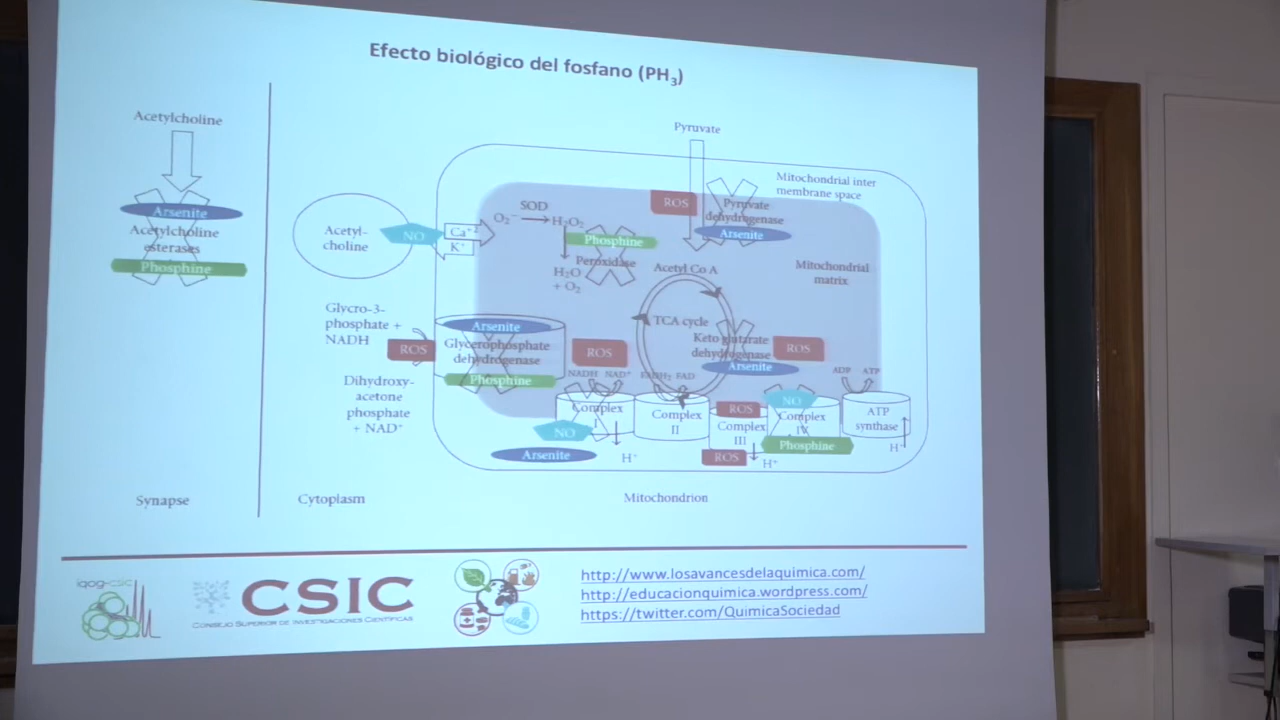 Efecto biológico del fosfano (PH₃)
Acetylcholine
Arsenite
Acetylcholine
esterases
Phosphine
Synapse
Acetyl-
choline
NO
Ca⁺⁺
K⁺
Glycro-3-
phosphate +
NADH
ROS
Dihydroxy-
acetone
phosphate
+ NAD⁺
Cytoplasm
Pyruvate
Mitochondrial inter
membrane space
ROS
Pyruvate
dehydrogenase
Arsenite
O₂⁻
SOD
H₂O₂
Phosphine
Peroxidase
H₂O
+ O₂
Acetyl Co A
Mitochondrial
matrix
TCA cycle
Keto glutarate
dehydrogenase
ROS
Arsenite
Arsenite
Glycerophosphate
dehydrogenase
Phosphine
ROS
NADH NAD⁺
FADH₂ FAD
ADP ATP
Complex
I
NO
Arsenite
H⁺
Complex
II
ROS
Complex
III
ROS
H⁺
NO
Complex
IV
Phosphine
ATP
synthase
H
Mitochondrion
iqog-csic
CSIC
CONSEJO SUPERIOR DE INVESTIGACIONES CIENTÍFICAS
http://www.losavancesdelaquimica.com/
http://educacionquimica.wordpress.com/
https://twitter.com/QuimicaSociedad